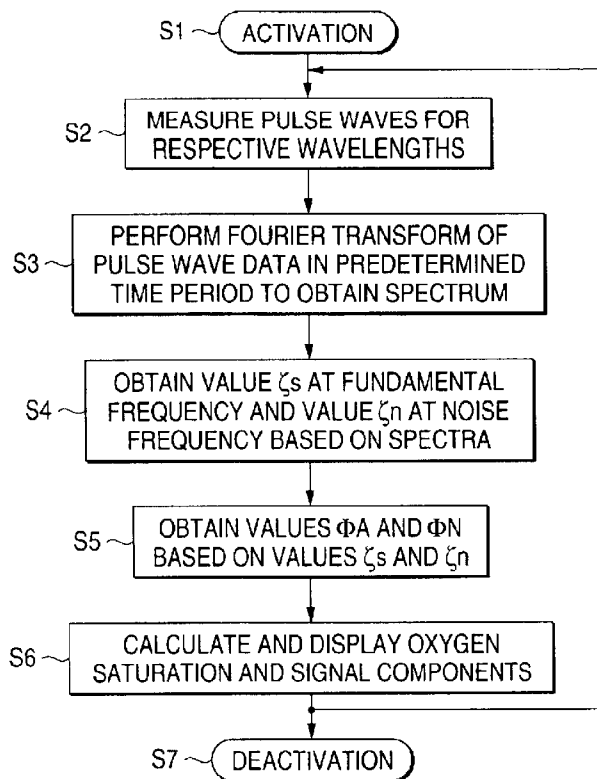 S1 ACTIVATION
S2 MEASURE PULSE WAVES FOR
RESPECTIVE WAVELENGTHS
S3 PERFORM FOURIER TRANSFORM OF
PULSE WAVE DATA IN PREDETERMINED
TIME PERIOD TO OBTAIN SPECTRUM
S4 OBTAIN VALUE ζs AT FUNDAMENTAL
FREQUENCY AND VALUE ζn AT NOISE
FREQUENCY BASED ON SPECTRA
S5 OBTAIN VALUES ΦA AND ΦN
BASED ON VALUES ζs AND ζn
S6 CALCULATE AND DISPLAY OXYGEN
SATURATION AND SIGNAL COMPONENTS
S7 DEACTIVATION